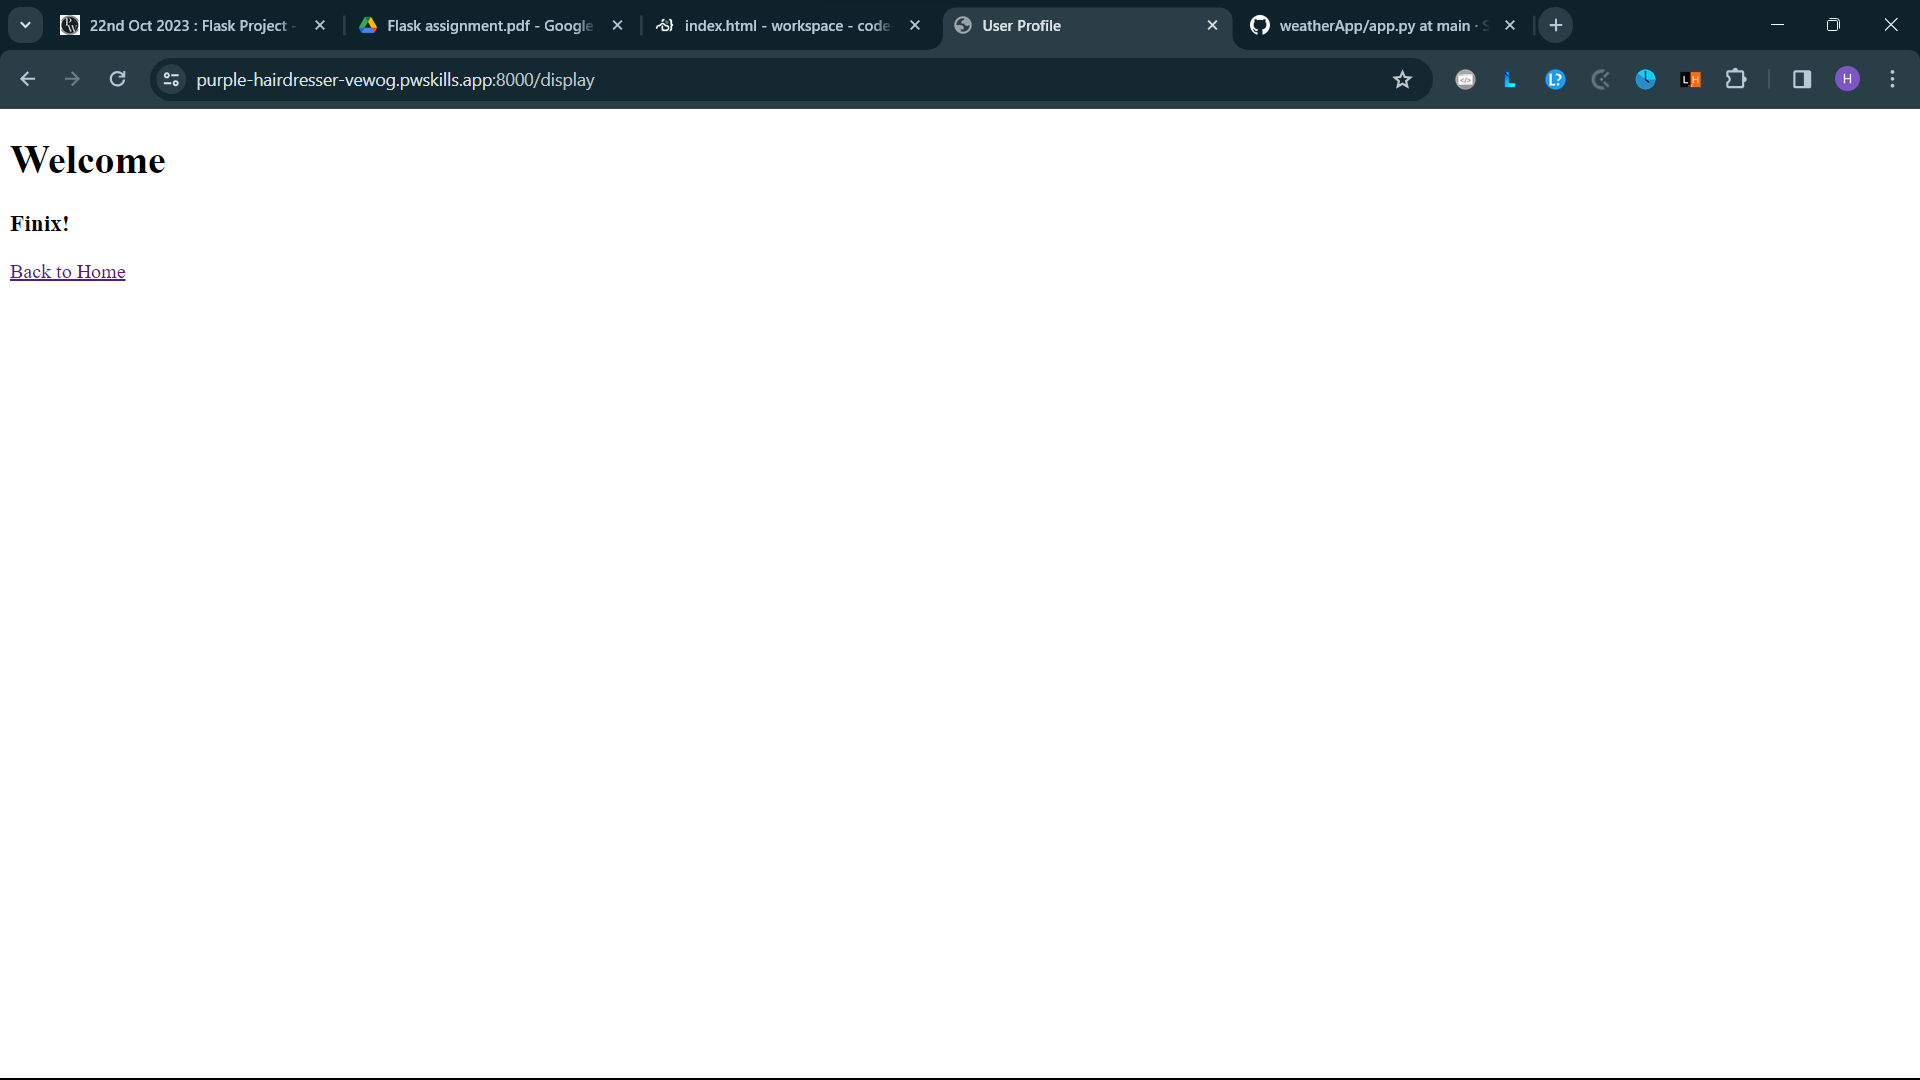 22nd Oct 2023 : Flask Project -
Flask assignment.pdf - Google
index.html - workspace - code-
User Profile
weatherApp/app.py at main ·
purple-hairdresser-vewog.pwskills.app:8000/display
L?
LH
H
Welcome
Finix!
Back to Home